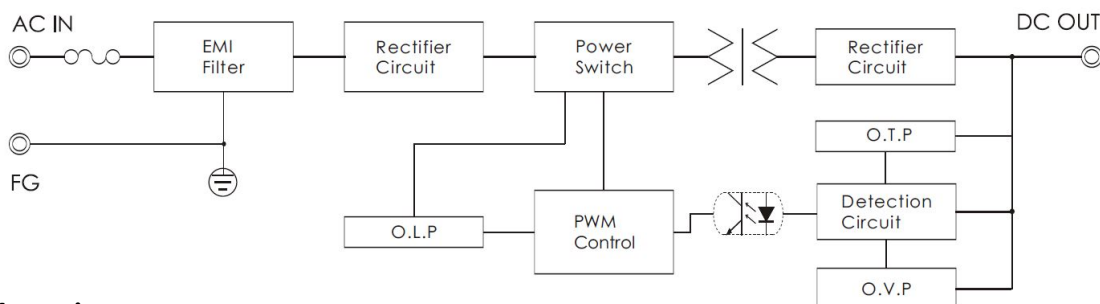 AC IN
DC OUT
EMI
Filter
Rectifier
Circuit
Power
Switch
Rectifier
Circuit
FG
O.T.P
O.L.P
PWM
Control
Detection
Circuit
O.V.P